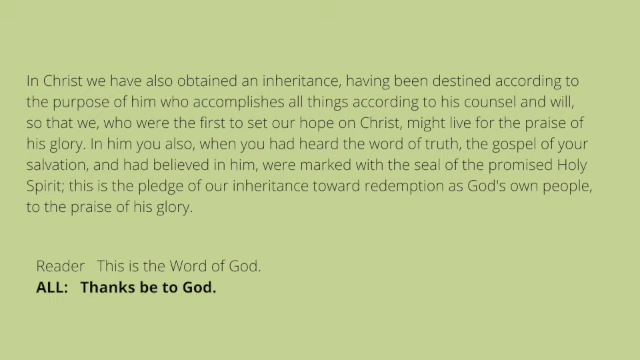 In Christ we have also obtained an inheritance, having been destined according to
the purpose of him who accomplishes all things according to his counsel and will,
so that we, who were the first to set our hope on Christ, might live for the praise of
his glory. In him you also, when you had heard the word of truth, the gospel of your
salvation, and had believed in him, were marked with the seal of the promised Holy
Spirit; this is the pledge of our inheritance toward redemption as God's own people,
to the praise of his glory.
Reader This is the Word of God.
ALL: Thanks be to God.